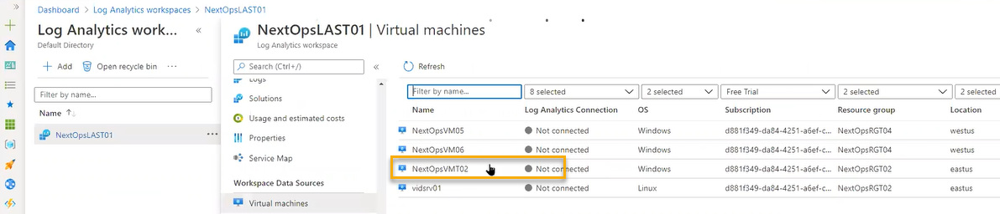 Dashboard > Log Analytics workspaces > NextOpsLAST01
Log Analytics work... «
Default Directory
+ Add Open recycle bin ...
Filter by name...
Name ↑↓
NextOpsLAST01 ...
NextOpsLAST01 | Virtual machines
Log Analytics workspace
Search (Ctrl+/) «
Logs
Solutions
Usage and estimated costs
Properties
Service Map
Workspace Data Sources
Virtual machines
Refresh
Filter by name... 8 selected 2 selected Free Trial 2 selected 2 selected
Name Log Analytics Connection OS Subscription Resource group Location
NextOpsVM05 Not connected Windows d881f349-da84-4251-a6ef-c... NextOpsRGT04 westus
NextOpsVM06 Not connected Windows d881f349-da84-4251-a6ef-c... NextOpsRGT04 westus
NextOpsVMT02 Not connected Windows d881f349-da84-4251-a6ef-c... NextOpsRGT02 eastus
vidsrv01 Not connected Linux d881f349-da84-4251-a6ef-c... NextOpsRGT02 eastus